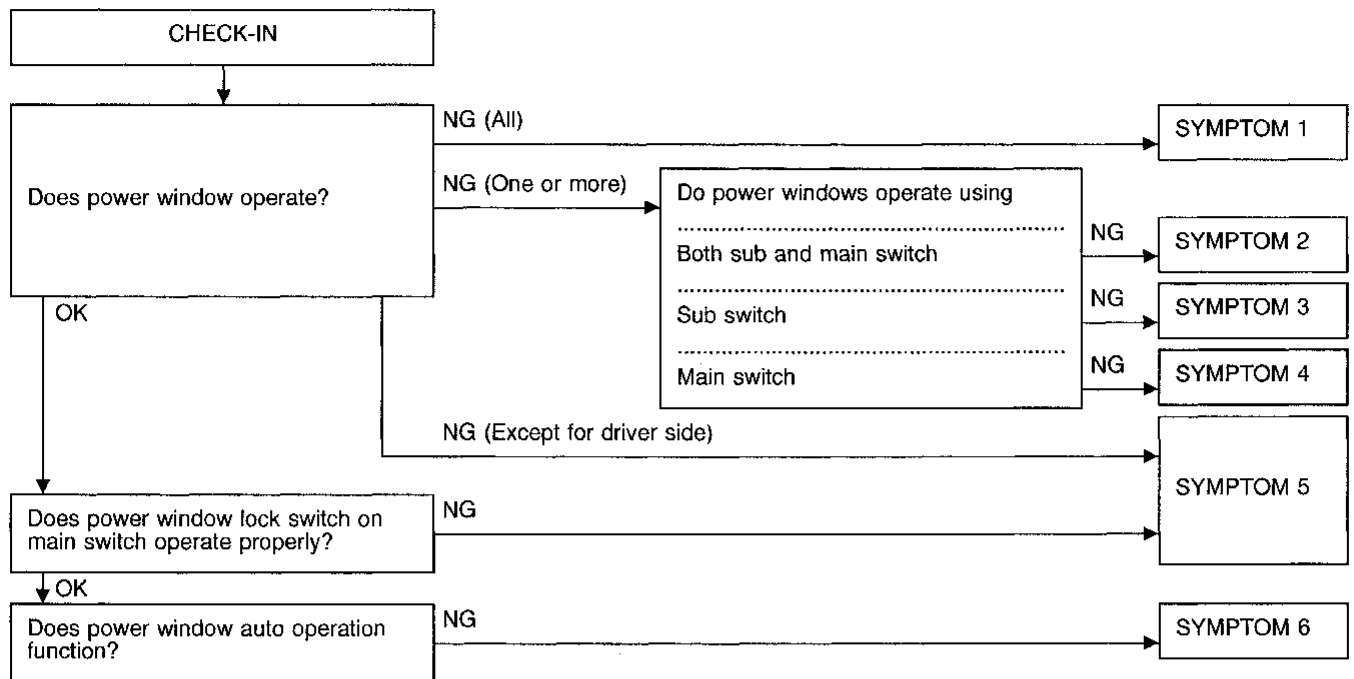 CHECK-IN
NG (All)
SYMPTOM 1
Does power window operate?
NG (One or more)
Do power windows operate using
Both sub and main switch
NG
SYMPTOM 2
Sub switch
NG
SYMPTOM 3
Main switch
NG
SYMPTOM 4
OK
NG (Except for driver side)
SYMPTOM 5
Does power window lock switch on
main switch operate properly?
NG
OK
Does power window auto operation
function?
NG
SYMPTOM 6